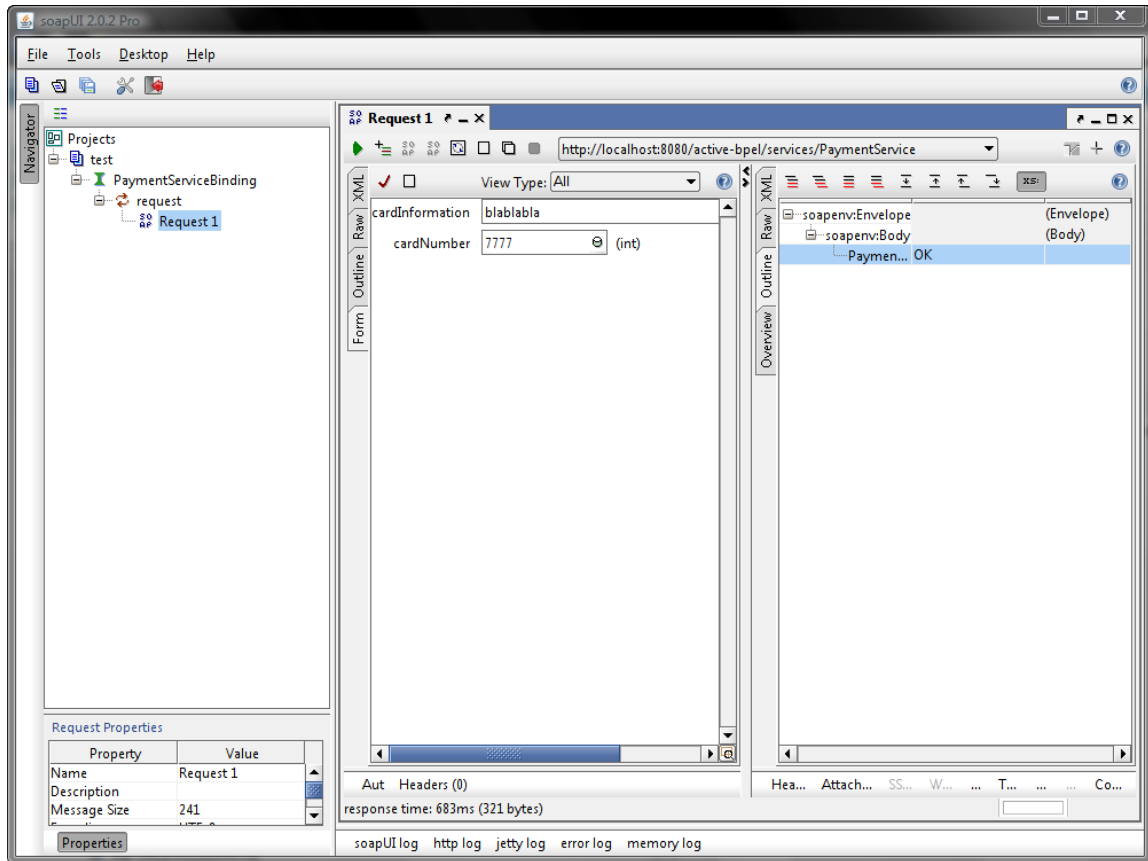 soapUI 2.0.2 Pro
File Tools Desktop Help
Navigator
Projects
test
PaymentServiceBinding
request
Request 1
Request Properties
Property Value
Name Request 1
Description
Message Size 241
Properties
Request 1
http://localhost:8080/active-bpel/services/PaymentService
XML
Raw
Outline
Form
View Type: All
cardInformation blablabla
cardNumber 7777 (int)
Aut Headers (0)
XML
Raw
Outline
Overview
XS:
soapenv:Envelope (Envelope)
soapenv:Body (Body)
Paymen... OK
Hea... Attach... SS... W... ... T... ... ... Co...
response time: 683ms (321 bytes)
soapUI log http log jetty log error log memory log